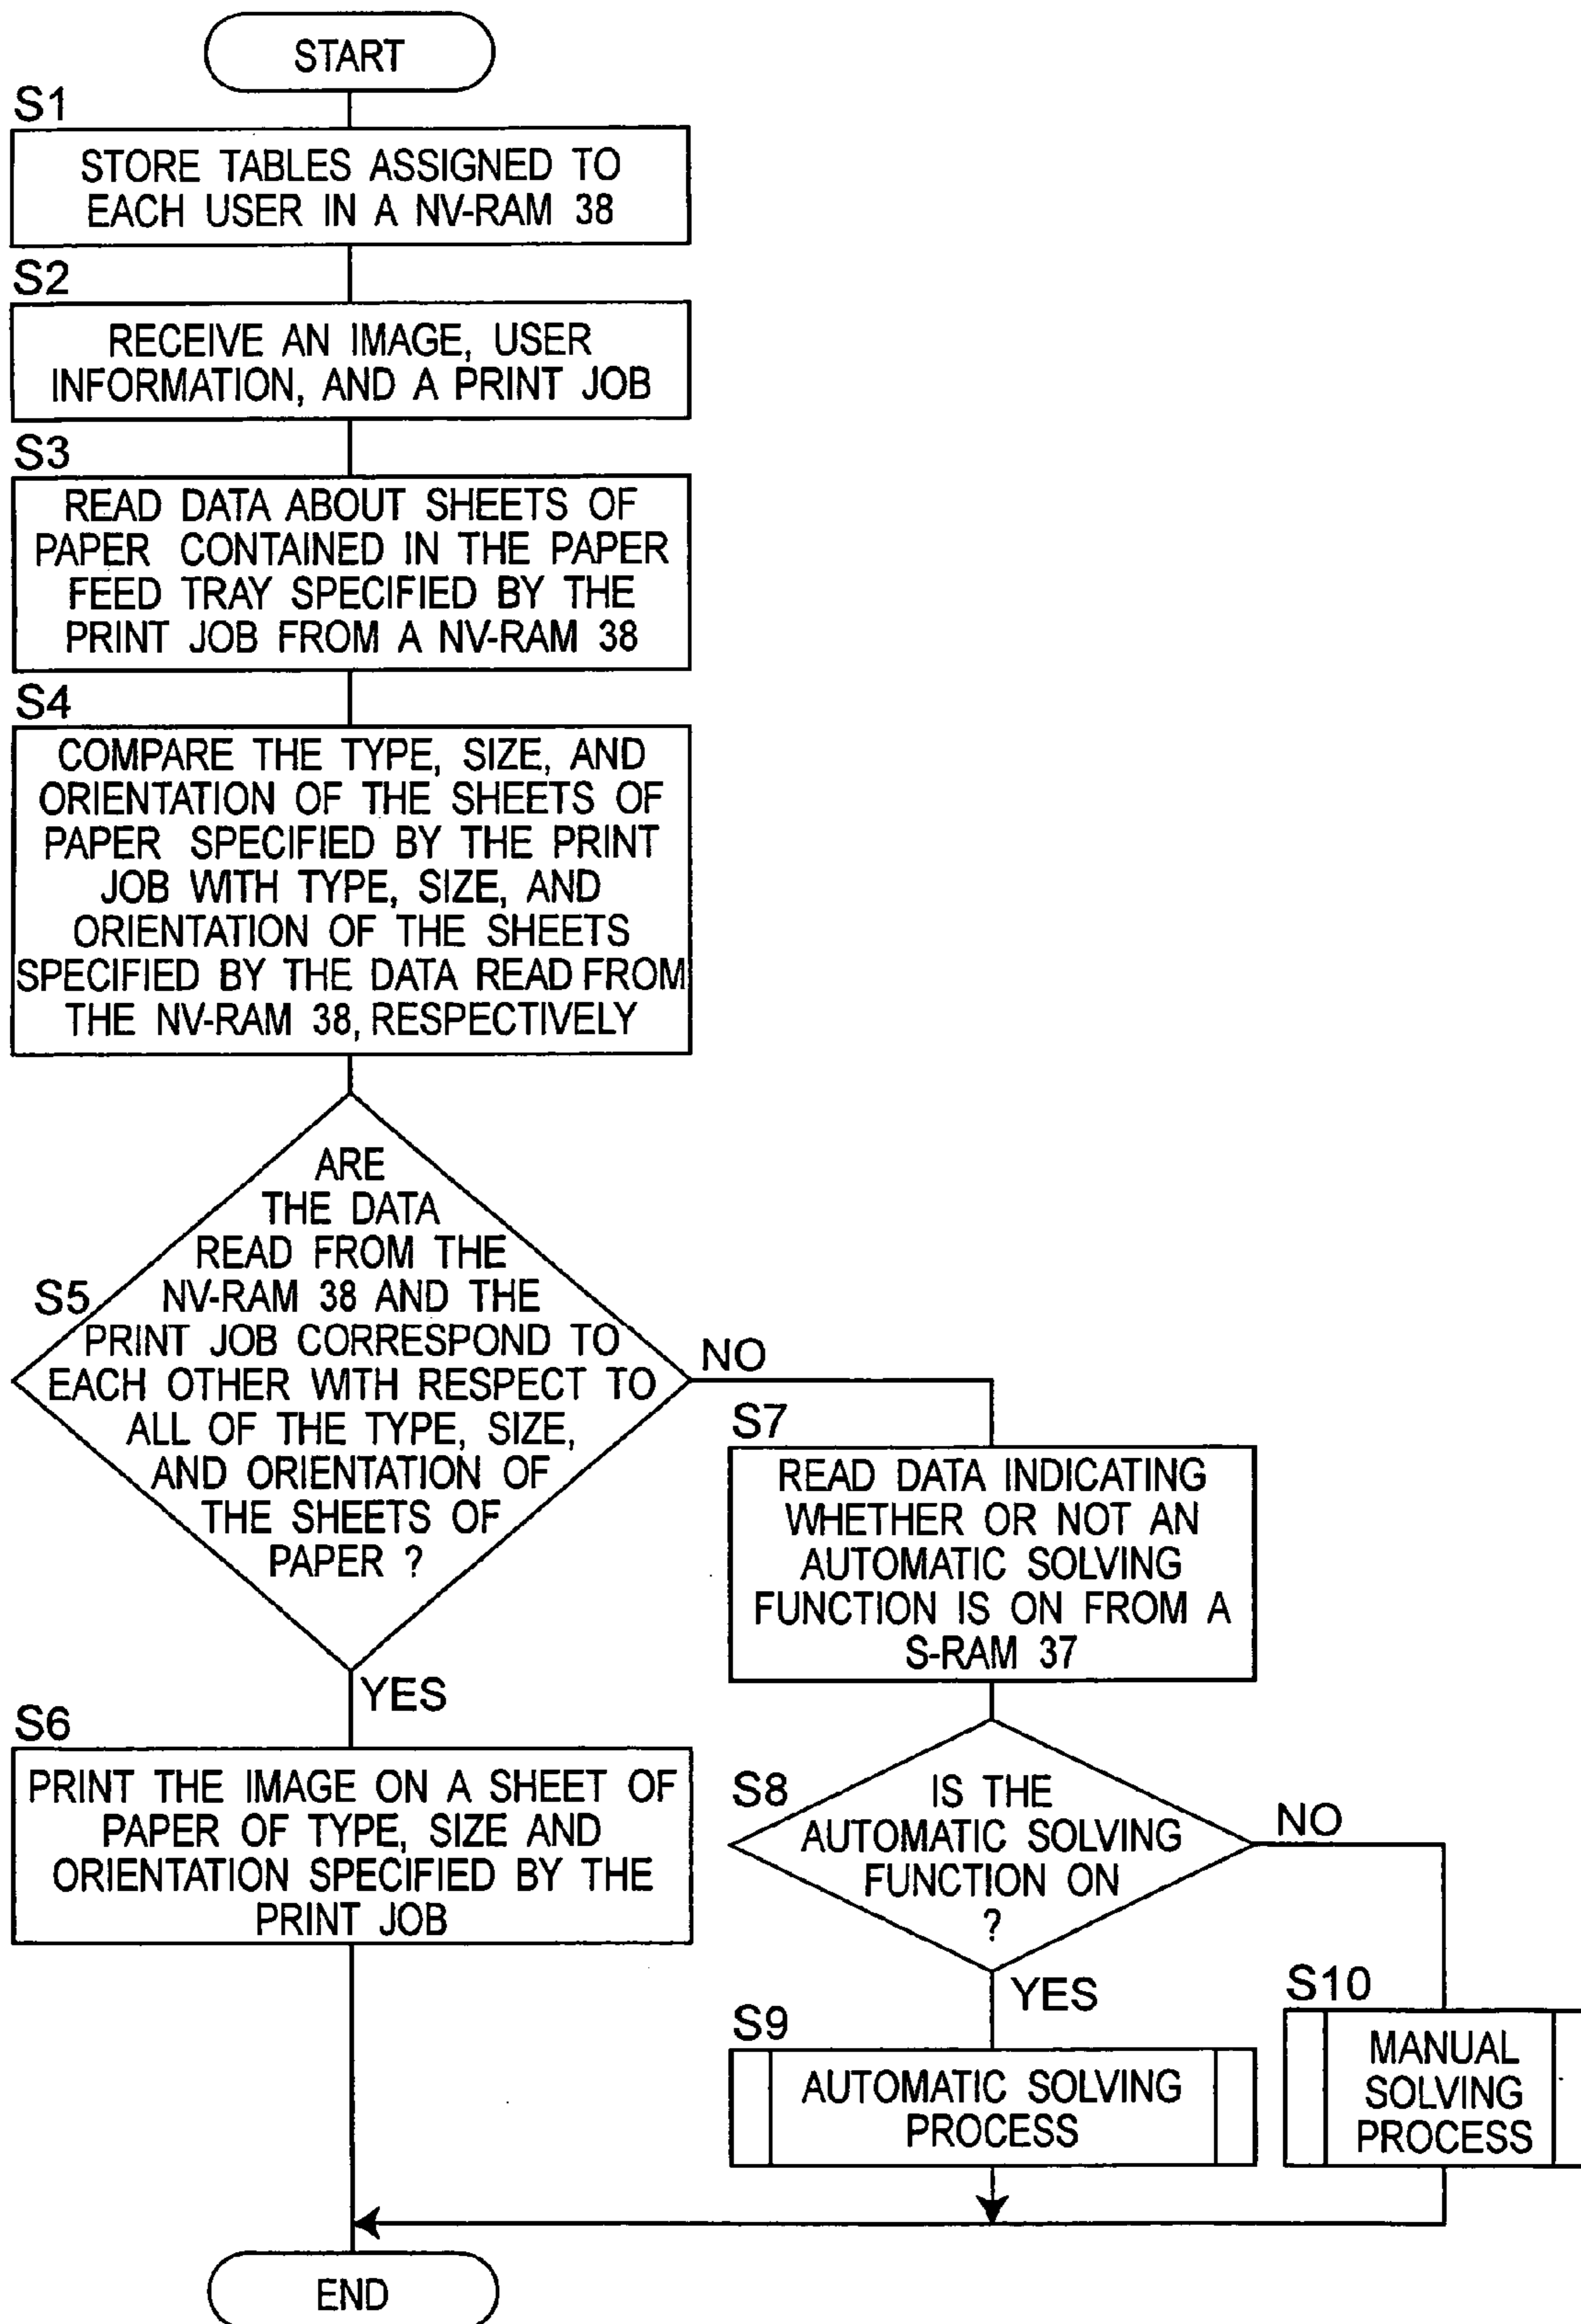 START
S1
STORE TABLES ASSIGNED TO
EACH USER IN A NV-RAM 38
S2
RECEIVE AN IMAGE, USER
INFORMATION, AND A PRINT JOB
S3
READ DATA ABOUT SHEETS OF
PAPER CONTAINED IN THE PAPER
FEED TRAY SPECIFIED BY THE
PRINT JOB FROM A NV-RAM 38
S4
COMPARE THE TYPE, SIZE, AND
ORIENTATION OF THE SHEETS OF
PAPER SPECIFIED BY THE PRINT
JOB WITH TYPE, SIZE, AND
ORIENTATION OF THE SHEETS
SPECIFIED BY THE DATA READ FROM
THE NV-RAM 38, RESPECTIVELY
S5
ARE
THE DATA
READ FROM THE
NV-RAM 38 AND THE
PRINT JOB CORRESPOND TO
EACH OTHER WITH RESPECT TO
ALL OF THE TYPE, SIZE,
AND ORIENTATION OF
THE SHEETS OF
PAPER ?
NO
YES
S6
PRINT THE IMAGE ON A SHEET OF
PAPER OF TYPE, SIZE AND
ORIENTATION SPECIFIED BY THE
PRINT JOB
S7
READ DATA INDICATING
WHETHER OR NOT AN
AUTOMATIC SOLVING
FUNCTION IS ON FROM A
S-RAM 37
S8
IS THE
AUTOMATIC SOLVING
FUNCTION ON
?
NO
YES
S9
AUTOMATIC SOLVING
PROCESS
S10
MANUAL
SOLVING
PROCESS
END